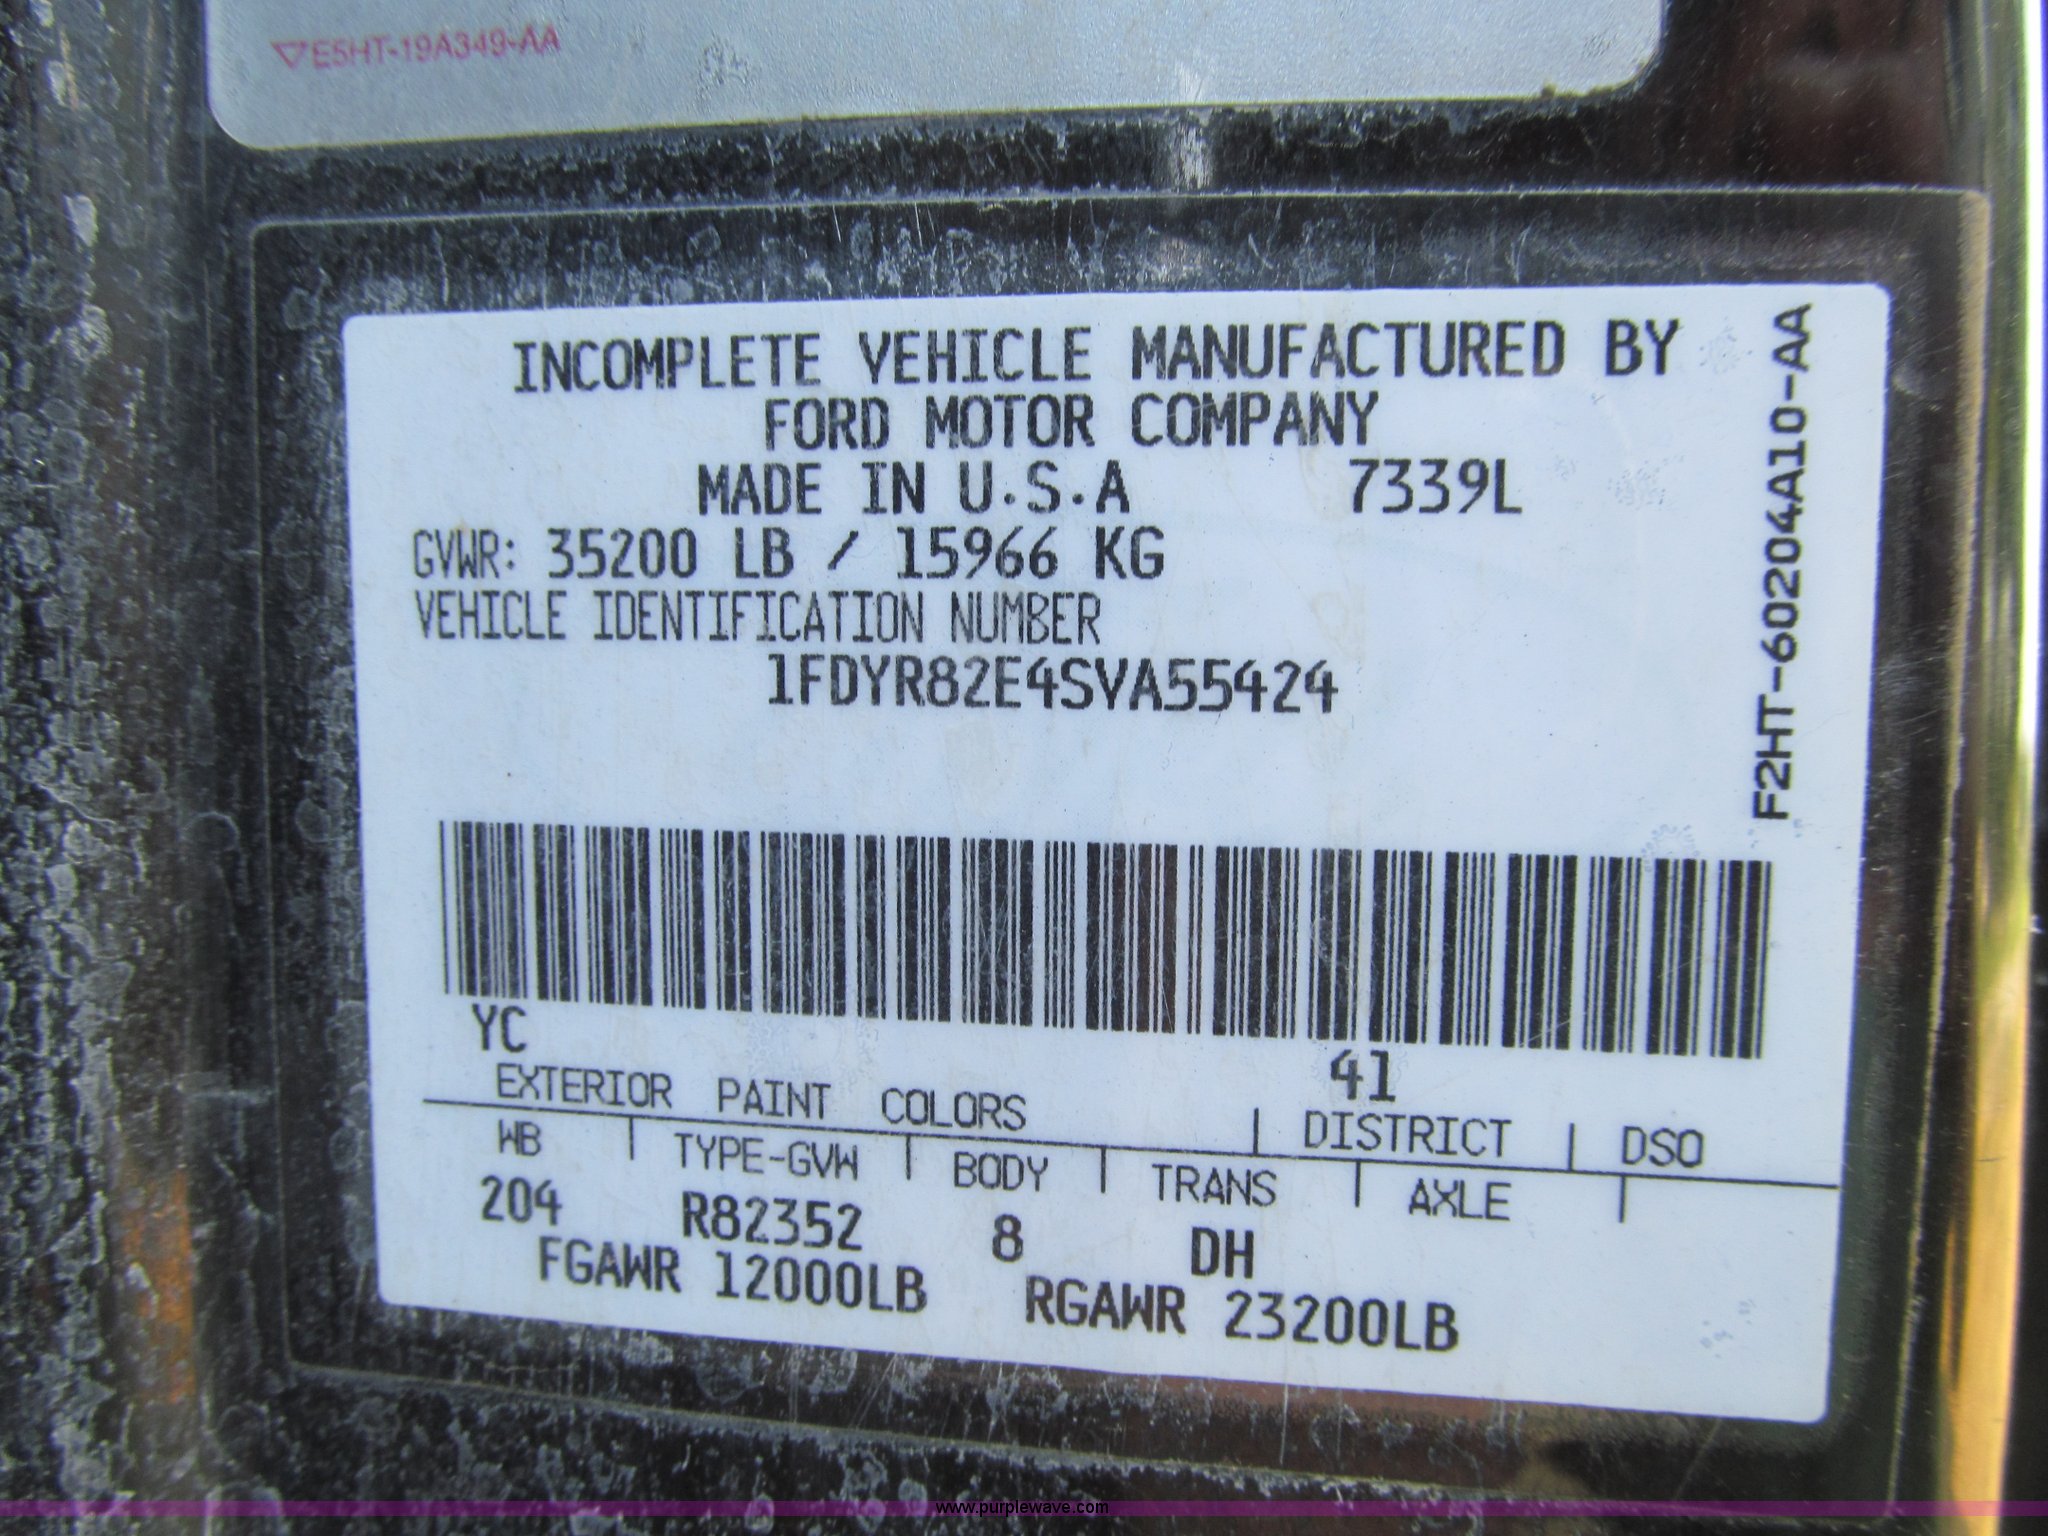 ▽E5HT-19A349-AA
INCOMPLETE VEHICLE MANUFACTURED BY
FORD MOTOR COMPANY
MADE IN U.S.A 7339L
GVWR: 35200 LB / 15966 KG
VEHICLE IDENTIFICATION NUMBER
1FDYR82E4SVA55424
F2HT-60204A10-AA
YC 41
EXTERIOR PAINT COLORS | DISTRICT | DSO
WB | TYPE-GVW | BODY | TRANS | AXLE |
204 R82352 8 DH
FGAWR 12000LB RGAWR 23200LB
www.purplewave.com